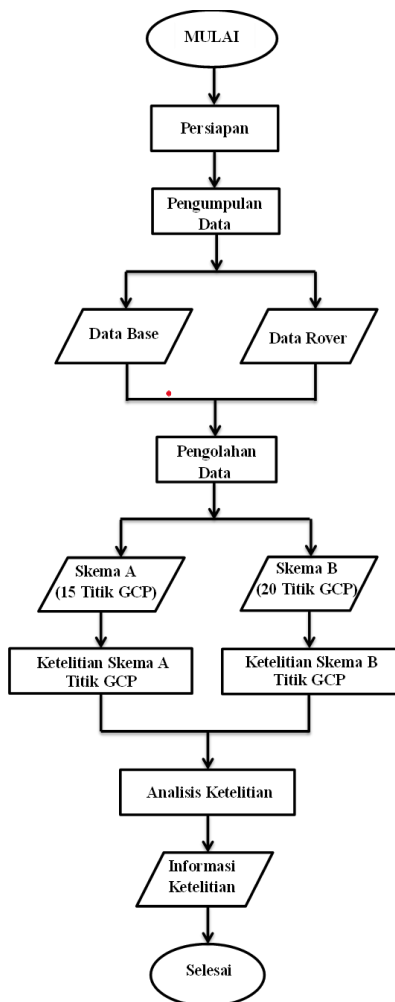 MULAI
Persiapan
Pengumpulan
Data
Data Base
Data Rover
Pengolahan
Data
Skema A
(15 Titik GCP)
Skema B
(20 Titik GCP)
Ketelitian Skema A
Titik GCP
Ketelitian Skema B
Titik GCP
Analisis Ketelitian
Informasi
Ketelitian
Selesai